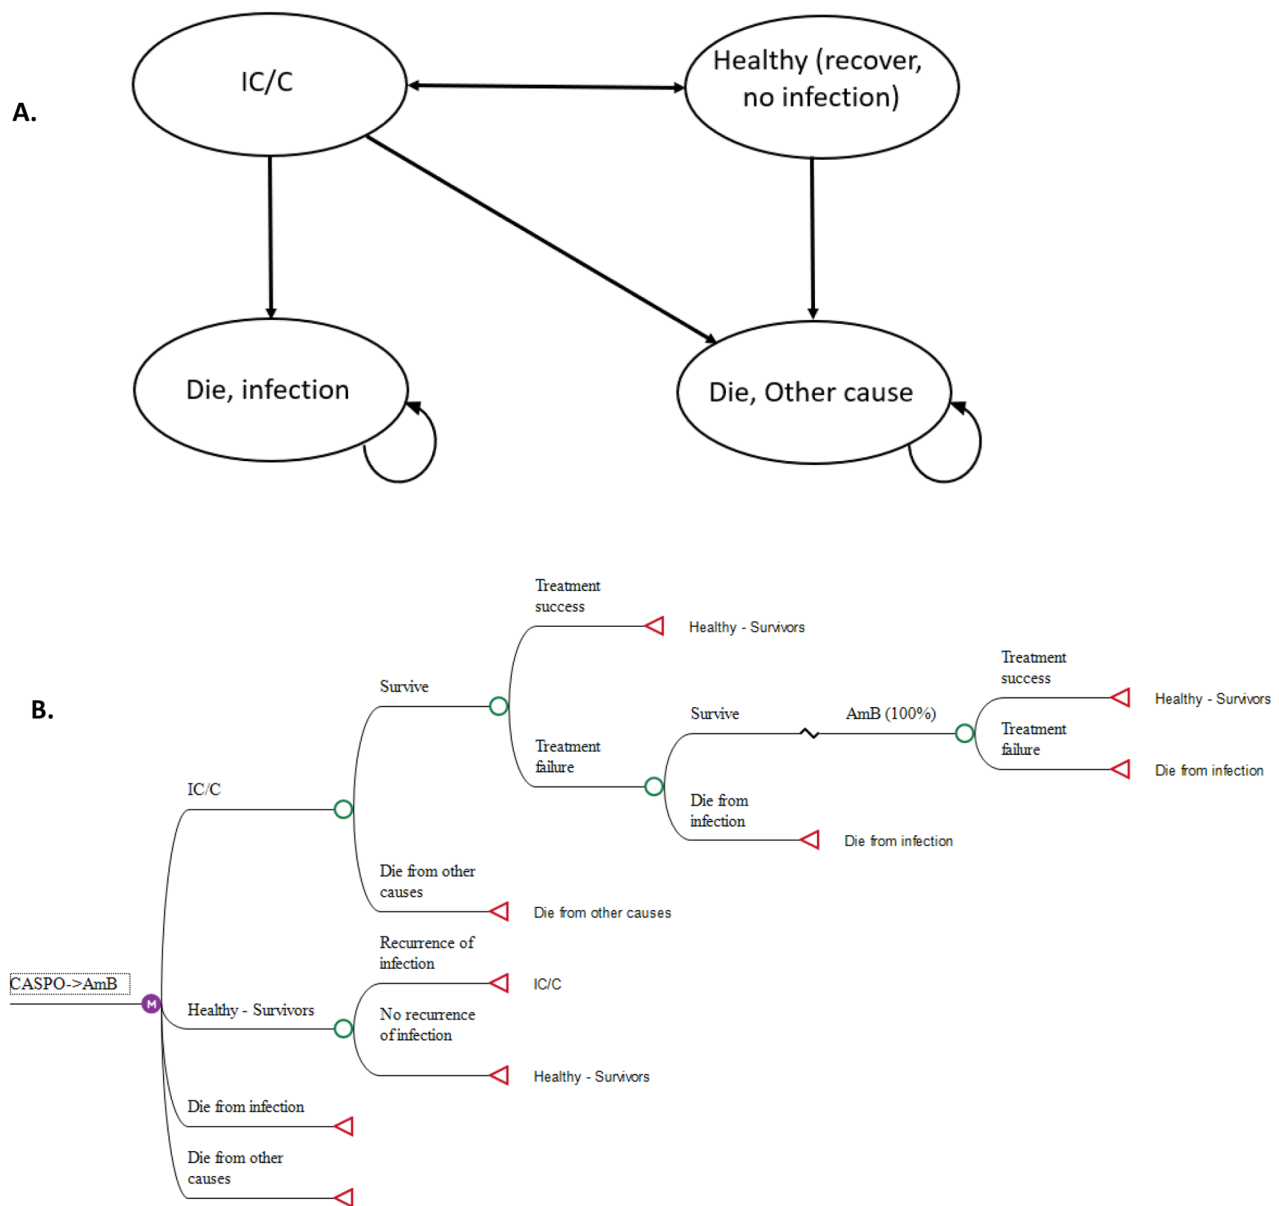 A.
IC/C
Healthy (recover,
no infection)
Die, infection
Die, Other cause
B.
CASPO->AmB
M
IC/C
Survive
Treatment
success
Healthy - Survivors
Treatment
failure
Survive
AmB (100%)
Treatment
success
Healthy - Survivors
Treatment
failure
Die from infection
Die from
infection
Die from infection
Die from other
causes
Die from other causes
Healthy - Survivors
Recurrence of
infection
IC/C
No recurrence
of infection
Healthy - Survivors
Die from infection
Die from other
causes